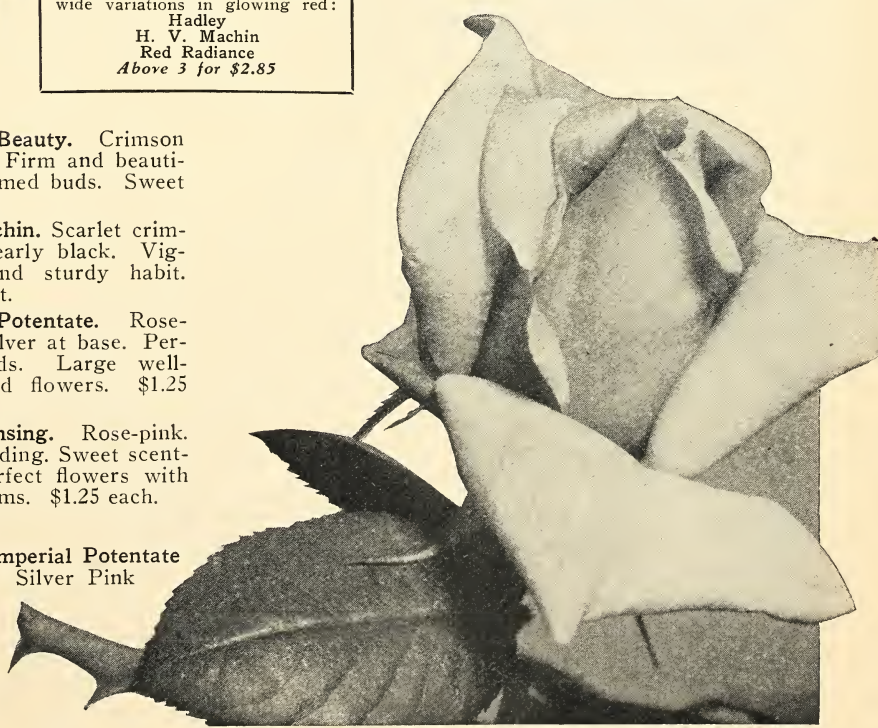 wide variations in glowing red:
Hadley
H. V. Machin
Red Radiance
Above 3 for $2.85
Beauty. Crimson
Firm and beauti-
med buds. Sweet
chin. Scarlet crim-
early black. Vig-
nd sturdy habit.
t.
Potentate. Rose-
lver at base. Per-
ds. Large well-
d flowers. $1.25
nsing. Rose-pink.
ding. Sweet scent-
rfect flowers with
ms. $1.25 each.
mperial Potentate
Silver Pink